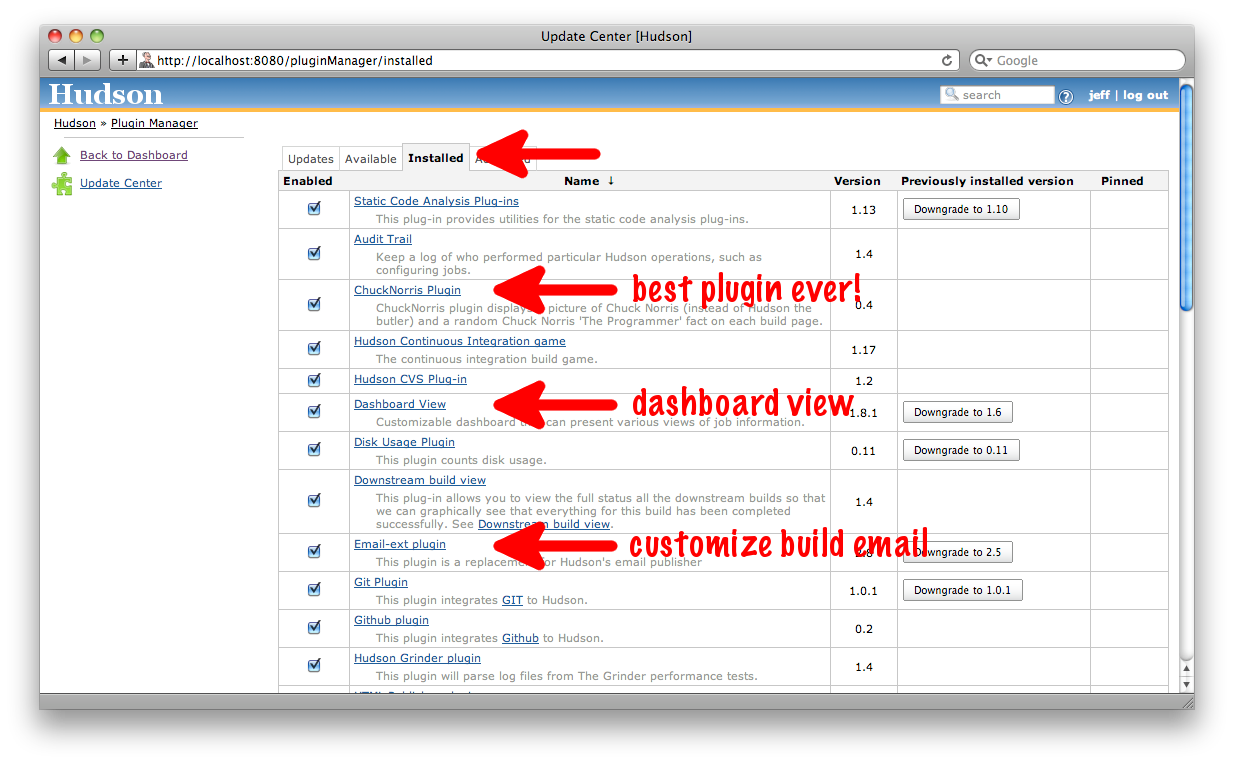 Update Center [Hudson]
http://localhost:8080/pluginManager/installed
Google
Hudson
search
jeff | log out
Hudson » Plugin Manager
Back to Dashboard
Update Center
Updates Available Installed
Enabled Name ↓ Version Previously installed version Pinned
Static Code Analysis Plug-ins
This plug-in provides utilities for the static code analysis plug-ins.
1.13 Downgrade to 1.10
Audit Trail
Keep a log of who performed particular Hudson operations, such as
configuring jobs.
1.4
ChuckNorris Plugin
best plugin ever!
ChuckNorris plugin displays picture of Chuck Norris (instead of Hudson the
butler) and a random Chuck Norris 'The Programmer' fact on each build page.
0.4
Hudson Continuous Integration game
The continuous integration build game.
1.17
Hudson CVS Plug-in
1.2
Dashboard View
dashboard view
Customizable dashboard can present various views of job information.
1.8.1 Downgrade to 1.6
Disk Usage Plugin
This plugin counts disk usage.
0.11 Downgrade to 0.11
Downstream build view
This plug-in allows you to view the full status all the downstream builds so that
we can graphically see that everything for this build has been completed
successfully. See Downstream build view.
1.4
Email-ext plugin
customize build email
This plugin is a replacement for Hudson's email publisher
Downgrade to 2.5
Git Plugin
This plugin integrates GIT to Hudson.
1.0.1 Downgrade to 1.0.1
Github plugin
This plugin integrates Github to Hudson.
0.2
Hudson Grinder plugin
This plugin will parse log files from The Grinder performance tests.
1.4